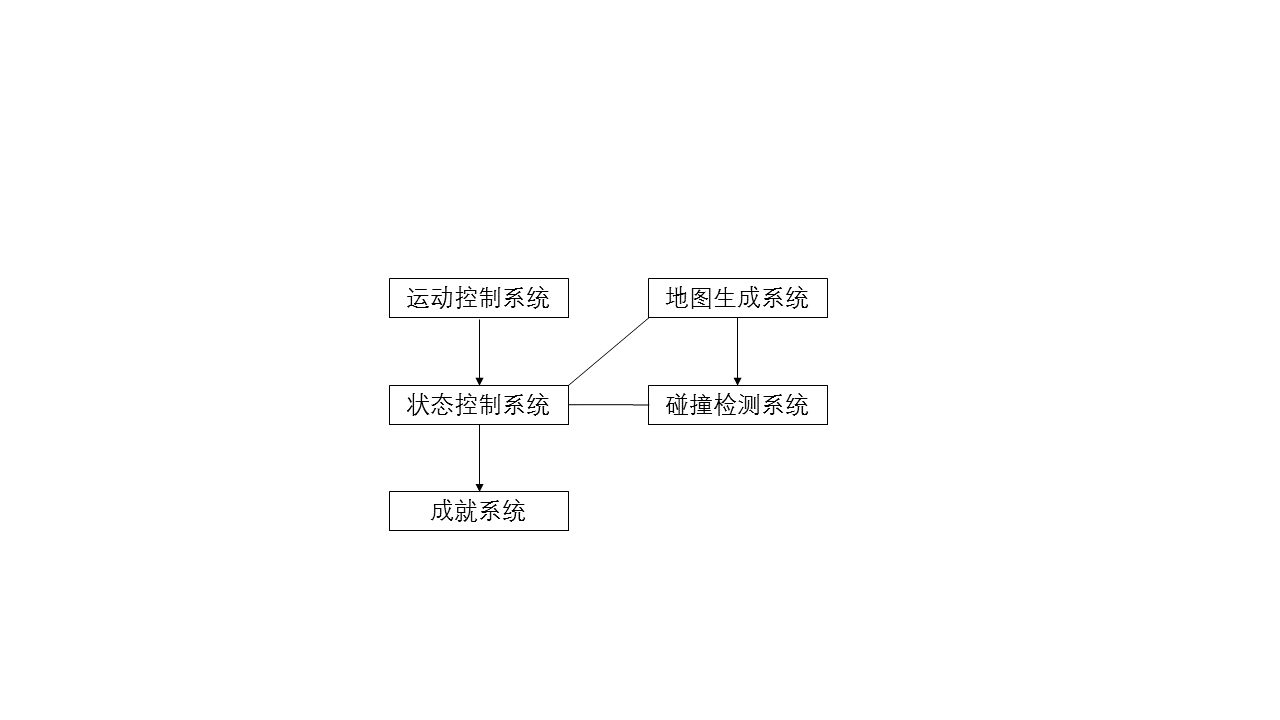 运动控制系统
地图生成系统
状态控制系统
碰撞检测系统
成就系统